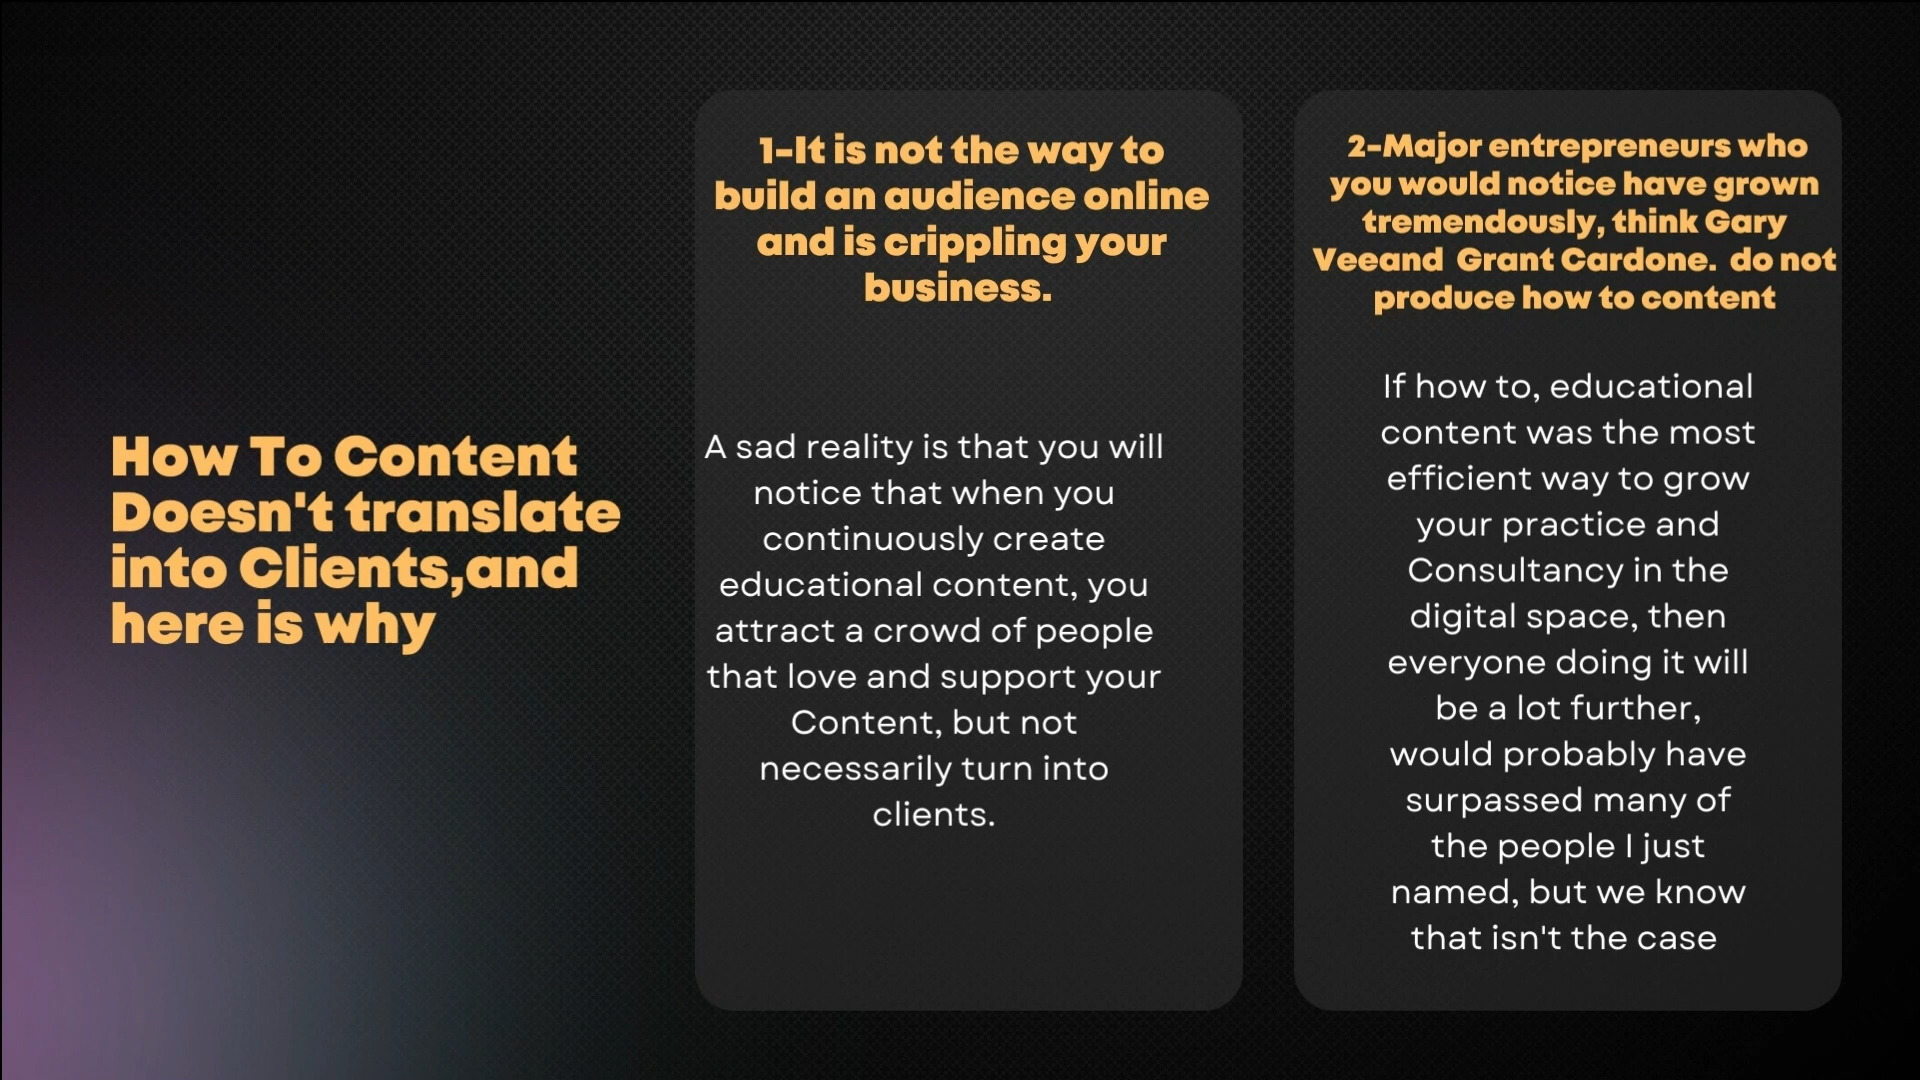 How To Content
Doesn't translate
into Clients,and
here is why
1-It is not the way to
build an audience online
and is crippling your
business.
A sad reality is that you will
notice that when you
continuously create
educational content, you
attract a crowd of people
that love and support your
Content, but not
necessarily turn into
clients.
2-Major entrepreneurs who
you would notice have grown
tremendously, think Gary
Veeand  Grant Cardone.  do not
produce how to content
If how to, educational
content was the most
efficient way to grow
your practice and
Consultancy in the
digital space, then
everyone doing it will
be a lot further,
would probably have
surpassed many of
the people I just
named, but we know
that isn't the case